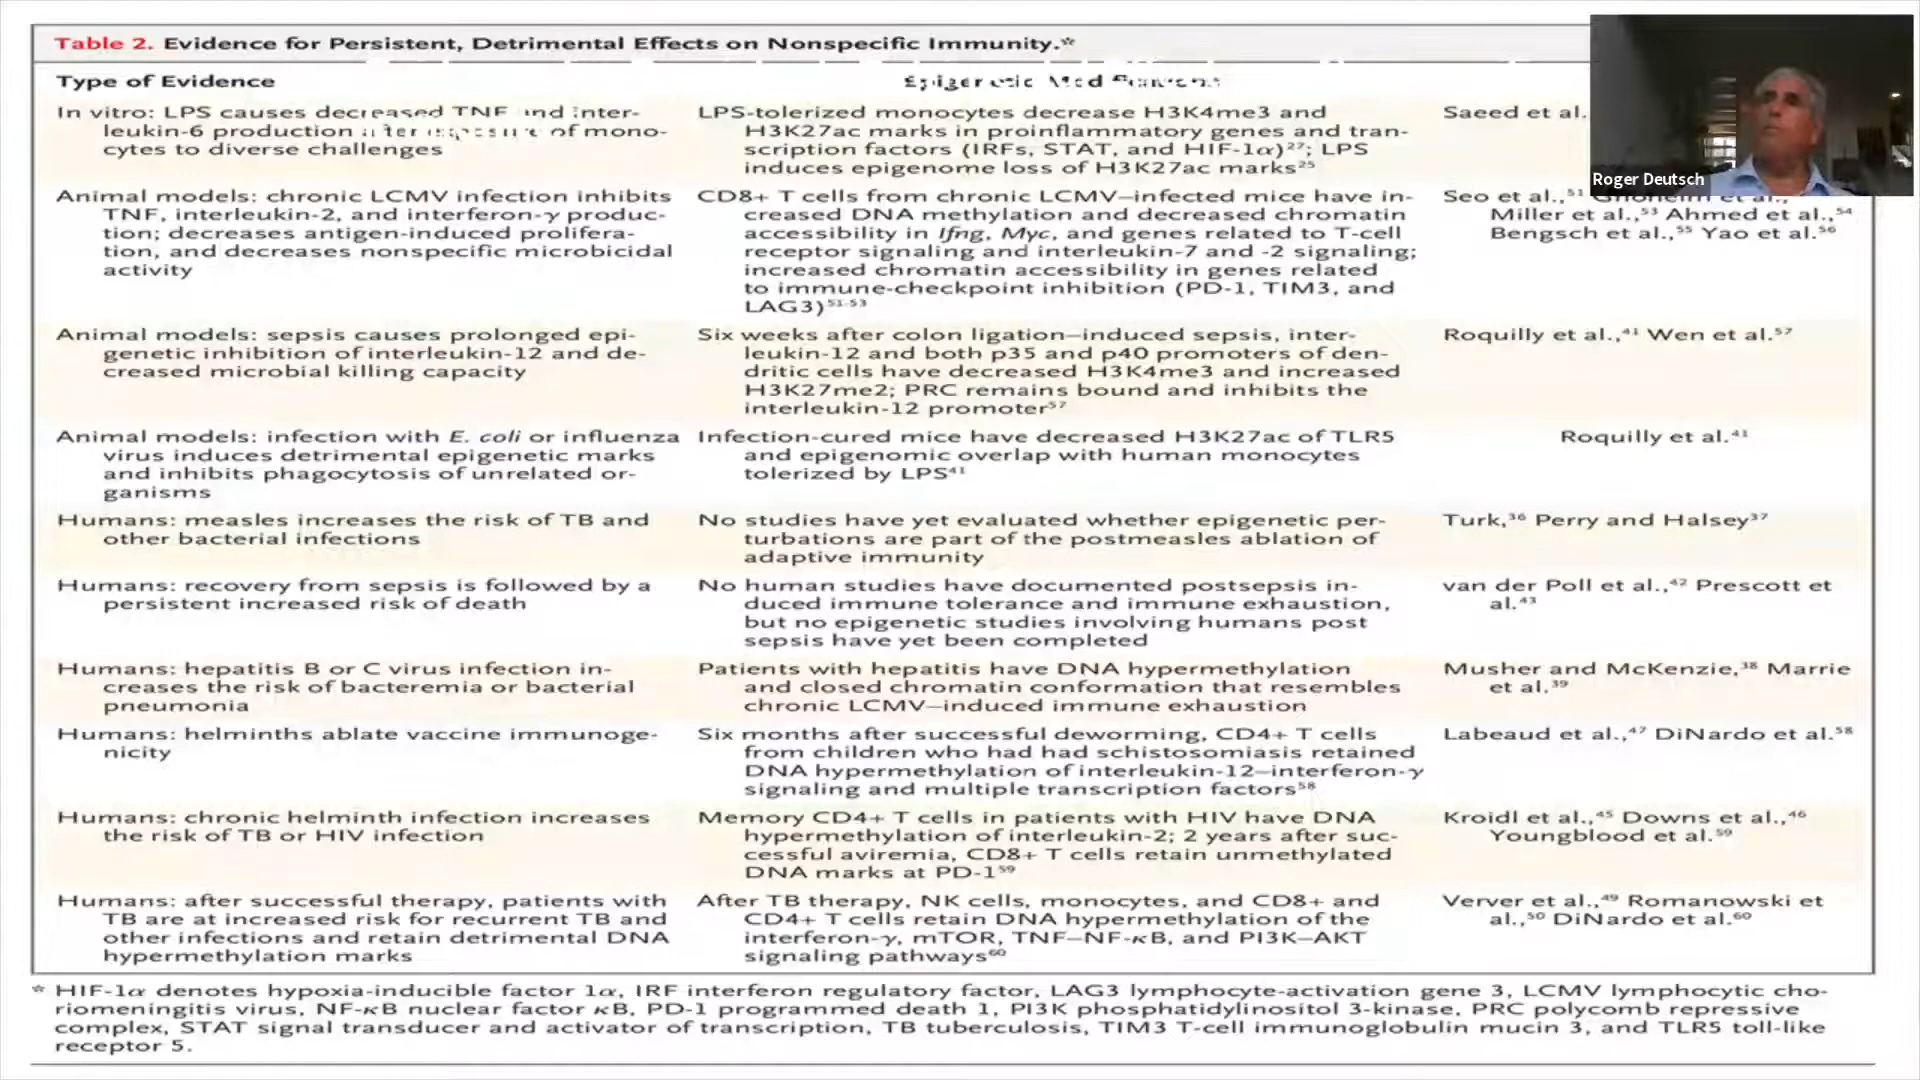 Table 2. Evidence for Persistent, Detrimental Effects on Nonspecific Immunity.*
Type of Evidence
In vitro: LPS causes decreased TNF and inter-
leukin-6 production after exposure of mono-
cytes to diverse challenges
LPS-tolerized monocytes decrease H3K4me3 and
H3K27ac marks in proinflammatory genes and tran-
scription factors (IRFs, STAT, and HIF-1α)²⁷; LPS
induces epigenome loss of H3K27ac marks²⁵
Saeed et al.
Animal models: chronic LCMV infection inhibits
TNF, interleukin-2, and interferon-γ produc-
tion; decreases antigen-induced prolifera-
tion, and decreases nonspecific microbicidal
activity
CD8+ T cells from chronic LCMV–infected mice have in-
creased DNA methylation and decreased chromatin
accessibility in Ifng, Myc, and genes related to T-cell
receptor signaling and interleukin-7 and -2 signaling;
increased chromatin accessibility in genes related
to immune-checkpoint inhibition (PD-1, TIM3, and
LAG3)⁵¹⁻⁵³
Seo et al.,⁵¹ Ghoneim et al.,
Miller et al.,⁵³ Ahmed et al.,⁵⁴
Bengsch et al.,⁵⁵ Yao et al.⁵⁶
Animal models: sepsis causes prolonged epi-
genetic inhibition of interleukin-12 and de-
creased microbial killing capacity
Six weeks after colon ligation–induced sepsis, inter-
leukin-12 and both p35 and p40 promoters of den-
dritic cells have decreased H3K4me3 and increased
H3K27me2; PRC remains bound and inhibits the
interleukin-12 promoter⁵⁷
Roquilly et al.,⁴¹ Wen et al.⁵⁷
Animal models: infection with E. coli or influenza
virus induces detrimental epigenetic marks
and inhibits phagocytosis of unrelated or-
ganisms
Infection-cured mice have decreased H3K27ac of TLR5
and epigenomic overlap with human monocytes
tolerized by LPS⁴¹
Roquilly et al.⁴¹
Humans: measles increases the risk of TB and
other bacterial infections
No studies have yet evaluated whether epigenetic per-
turbations are part of the postmeasles ablation of
adaptive immunity
Turk,³⁶ Perry and Halsey³⁷
Humans: recovery from sepsis is followed by a
persistent increased risk of death
No human studies have documented postsepsis in-
duced immune tolerance and immune exhaustion,
but no epigenetic studies involving humans post
sepsis have yet been completed
van der Poll et al.,⁴² Prescott et
al.⁴³
Humans: hepatitis B or C virus infection in-
creases the risk of bacteremia or bacterial
pneumonia
Patients with hepatitis have DNA hypermethylation
and closed chromatin conformation that resembles
chronic LCMV–induced immune exhaustion
Musher and McKenzie,³⁸ Marrie
et al.³⁹
Humans: helminths ablate vaccine immunoge-
nicity
Six months after successful deworming, CD4+ T cells
from children who had had schistosomiasis retained
DNA hypermethylation of interleukin-12–interferon-γ
signaling and multiple transcription factors⁵⁸
Labeaud et al.,⁴⁷ DiNardo et al.⁵⁸
Humans: chronic helminth infection increases
the risk of TB or HIV infection
Memory CD4+ T cells in patients with HIV have DNA
hypermethylation of interleukin-2; 2 years after suc-
cessful aviremia, CD8+ T cells retain unmethylated
DNA marks at PD-1⁵⁹
Kroidl et al.,⁴⁵ Downs et al.,⁴⁶
Youngblood et al.⁵⁹
Humans: after successful therapy, patients with
TB are at increased risk for recurrent TB and
other infections and retain detrimental DNA
hypermethylation marks
After TB therapy, NK cells, monocytes, and CD8+ and
CD4+ T cells retain DNA hypermethylation of the
interferon-γ, mTOR, TNF–NF-κB, and PI3K–AKT
signaling pathways⁶⁰
Verver et al.,⁴⁹ Romanowski et
al.,⁵⁰ DiNardo et al.⁶⁰
* HIF-1α denotes hypoxia-inducible factor 1α, IRF interferon regulatory factor, LAG3 lymphocyte-activation gene 3, LCMV lymphocytic cho-
riomeningitis virus, NF-κB nuclear factor κB, PD-1 programmed death 1, PI3K phosphatidylinositol 3-kinase, PRC polycomb repressive
complex, STAT signal transducer and activator of transcription, TB tuberculosis, TIM3 T-cell immunoglobulin mucin 3, and TLR5 toll-like
receptor 5.
Roger Deutsch